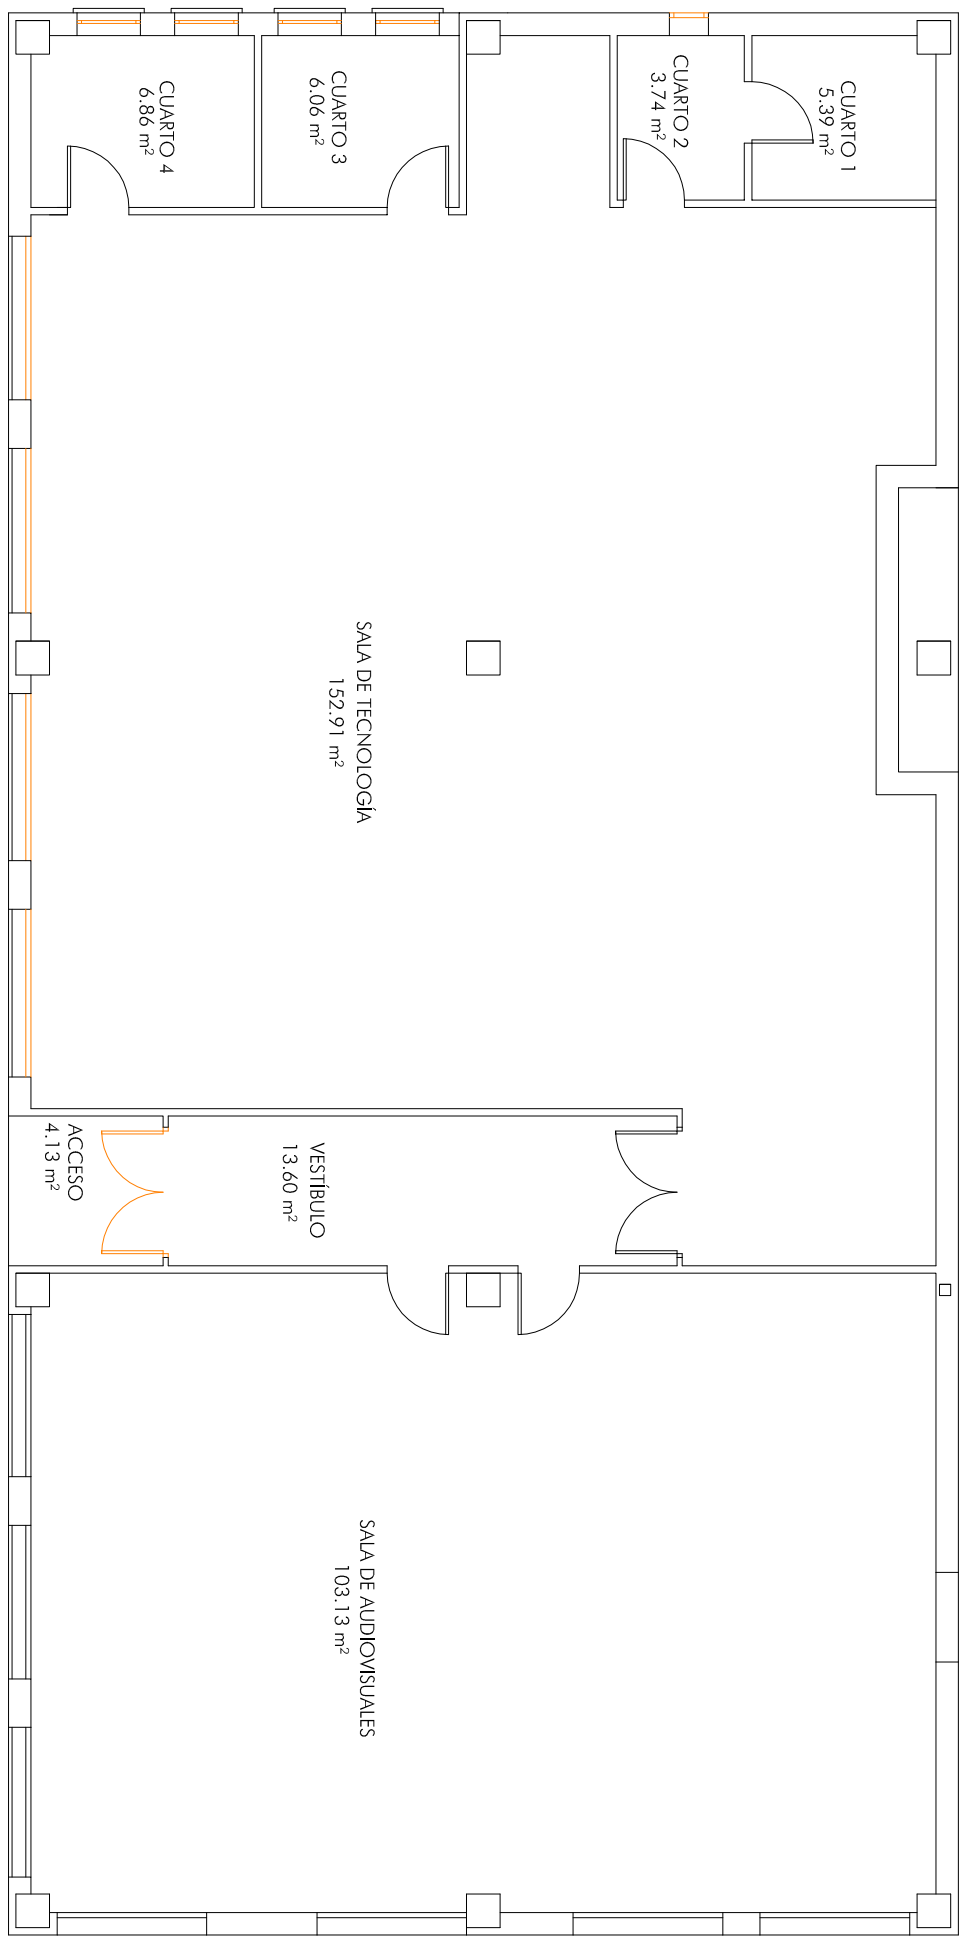 CUARTO 1
5.39 m²
CUARTO 2
3.74 m²
CUARTO 3
6.06 m²
CUARTO 4
6.86 m²
SALA DE TECNOLOGÍA
152.91 m²
VESTÍBULO
13.60 m²
ACCESO
4.13 m²
SALA DE AUDIOVISUALES
103.13 m²